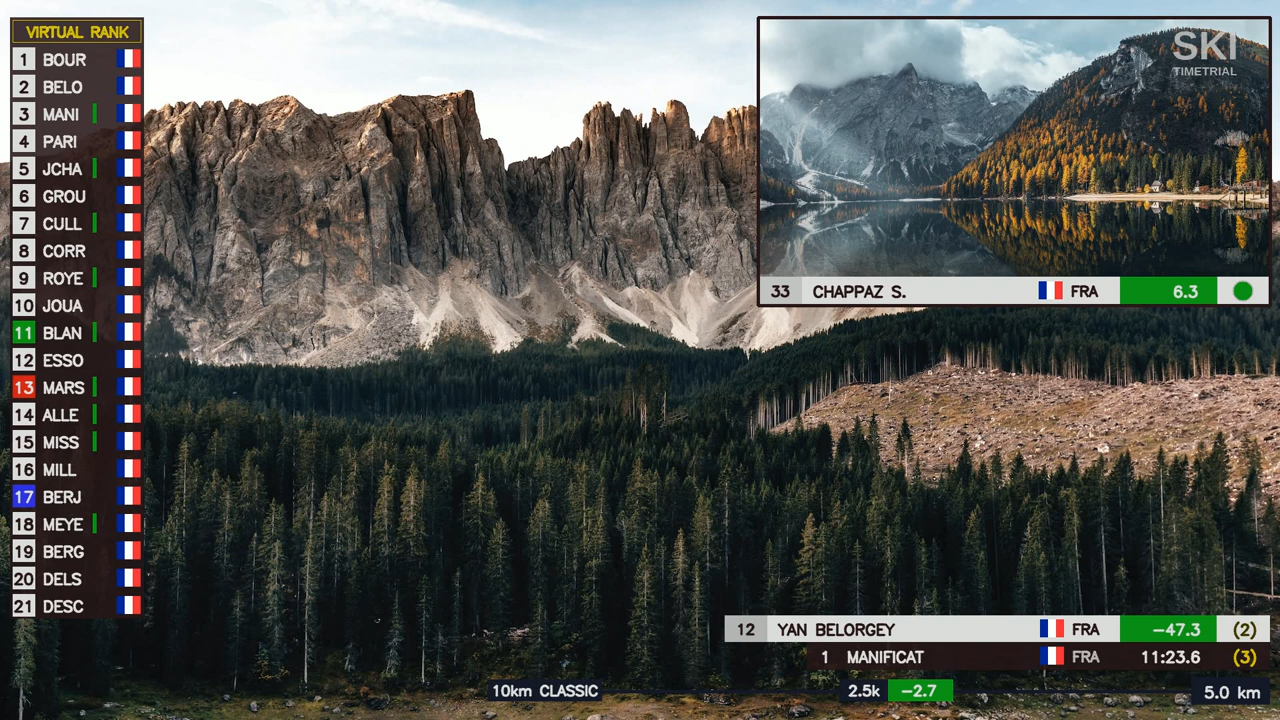 VIRTUAL RANK
1 BOUR
2 BELO
3 MANI
4 PARI
5 JCHA
6 GROU
7 CULL
8 CORR
9 ROYE
10 JOUA
11 BLAN
12 ESSO
13 MARS
14 ALLE
15 MISS
16 MILL
17 BERJ
18 MEYE
19 BERG
20 DELS
21 DESC
SKI
TIMETRIAL
33 CHAPPAZ S. FRA 6.3
12 YAN BELORGEY FRA -47.3 (2)
1 MANIFICAT FRA 11:23.6 (3)
10km CLASSIC 2.5k -2.7 5.0 km